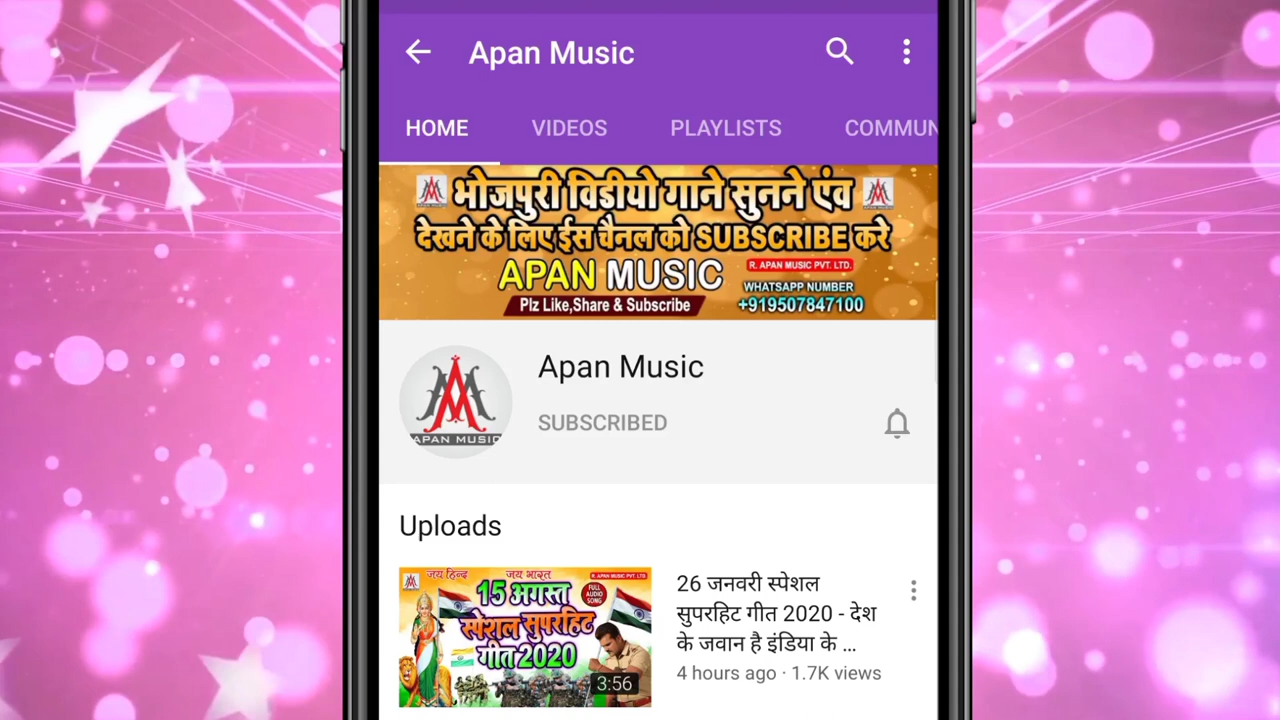 Apan Music
HOME VIDEOS PLAYLISTS COMMUN
भोजपुरी विडीयो गाने सुनने एंव
देखने के लिए ईस चैनल को SUBSCRIBE करे
APAN MUSIC
R. APAN MUSIC PVT. LTD.
Plz Like,Share & Subscribe
WHATSAPP NUMBER
+919507847100
Apan Music
SUBSCRIBED
APAN MUSIC
Uploads
जय हिन्द जय भारत
R. APAN MUSIC PVT. LTD
15 अगस्त
FULL
AUDIO
SONG
स्पेशल सुपरहिट
गीत 2020
3:56
26 जनवरी स्पेशल
सुपरहिट गीत 2020 - देश
के जवान है इंडिया के ...
4 hours ago · 1.7K views